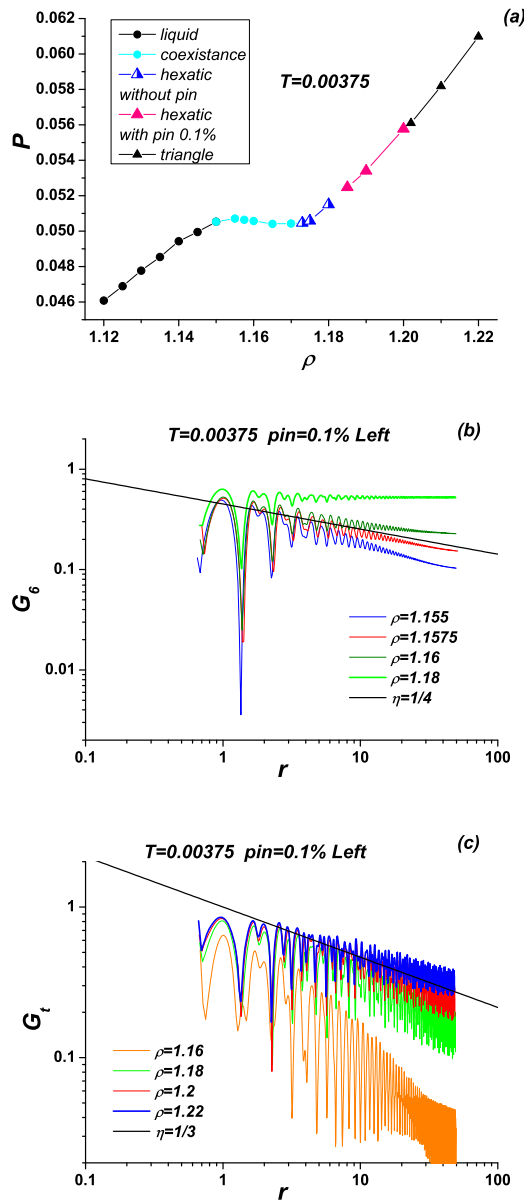 (a)
0.062
0.060
0.058
0.056
0.054
0.052
0.050
0.048
0.046
P
liquid
coexistance
hexatic
without pin
hexatic
with pin 0.1%
triangle
T=0.00375
1.12 1.14 1.16 1.18 1.20 1.22
ρ
(b)
T=0.00375 pin=0.1% Left
1
0.1
0.01
G6
ρ=1.155
ρ=1.1575
ρ=1.16
ρ=1.18
η=1/4
0.1 1 10 100
r
(c)
T=0.00375 pin=0.1% Left
1
0.1
Gt
ρ=1.16
ρ=1.18
ρ=1.2
ρ=1.22
η=1/3
0.1 1 10 100
r